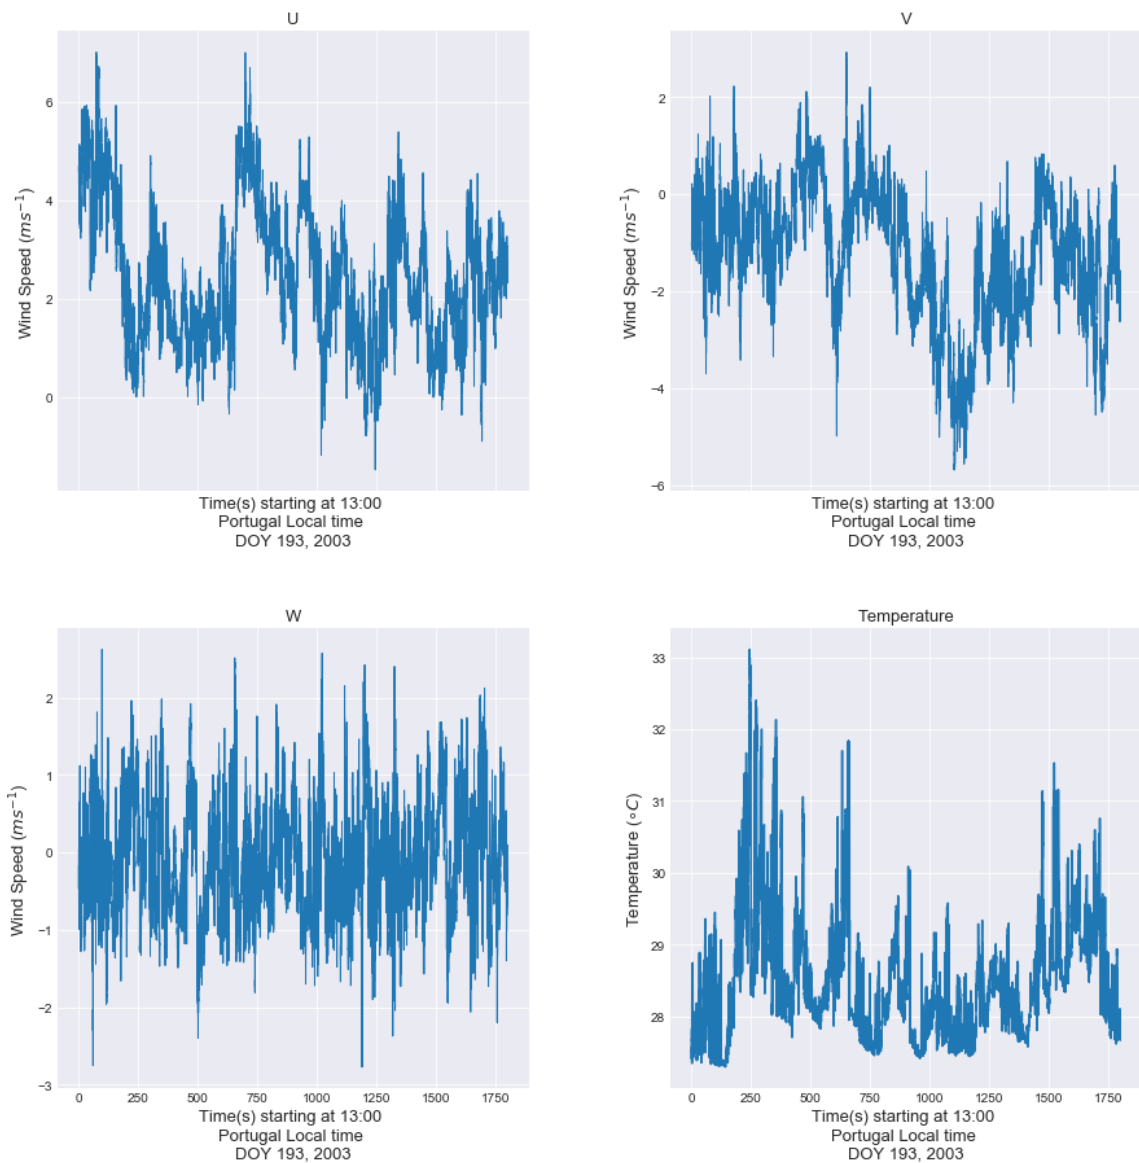 U
6
4
2
0
Wind Speed (ms⁻¹)
Time(s) starting at 13:00
Portugal Local time
DOY 193, 2003
V
2
0
−2
−4
−6
Wind Speed (ms⁻¹)
Time(s) starting at 13:00
Portugal Local time
DOY 193, 2003
W
2
1
0
−1
−2
−3
Wind Speed (ms⁻¹)
0 250 500 750 1000 1250 1500 1750
Time(s) starting at 13:00
Portugal Local time
DOY 193, 2003
Temperature
33
32
31
30
29
28
Temperature (∘C)
0 250 500 750 1000 1250 1500 1750
Time(s) starting at 13:00
Portugal Local time
DOY 193, 2003